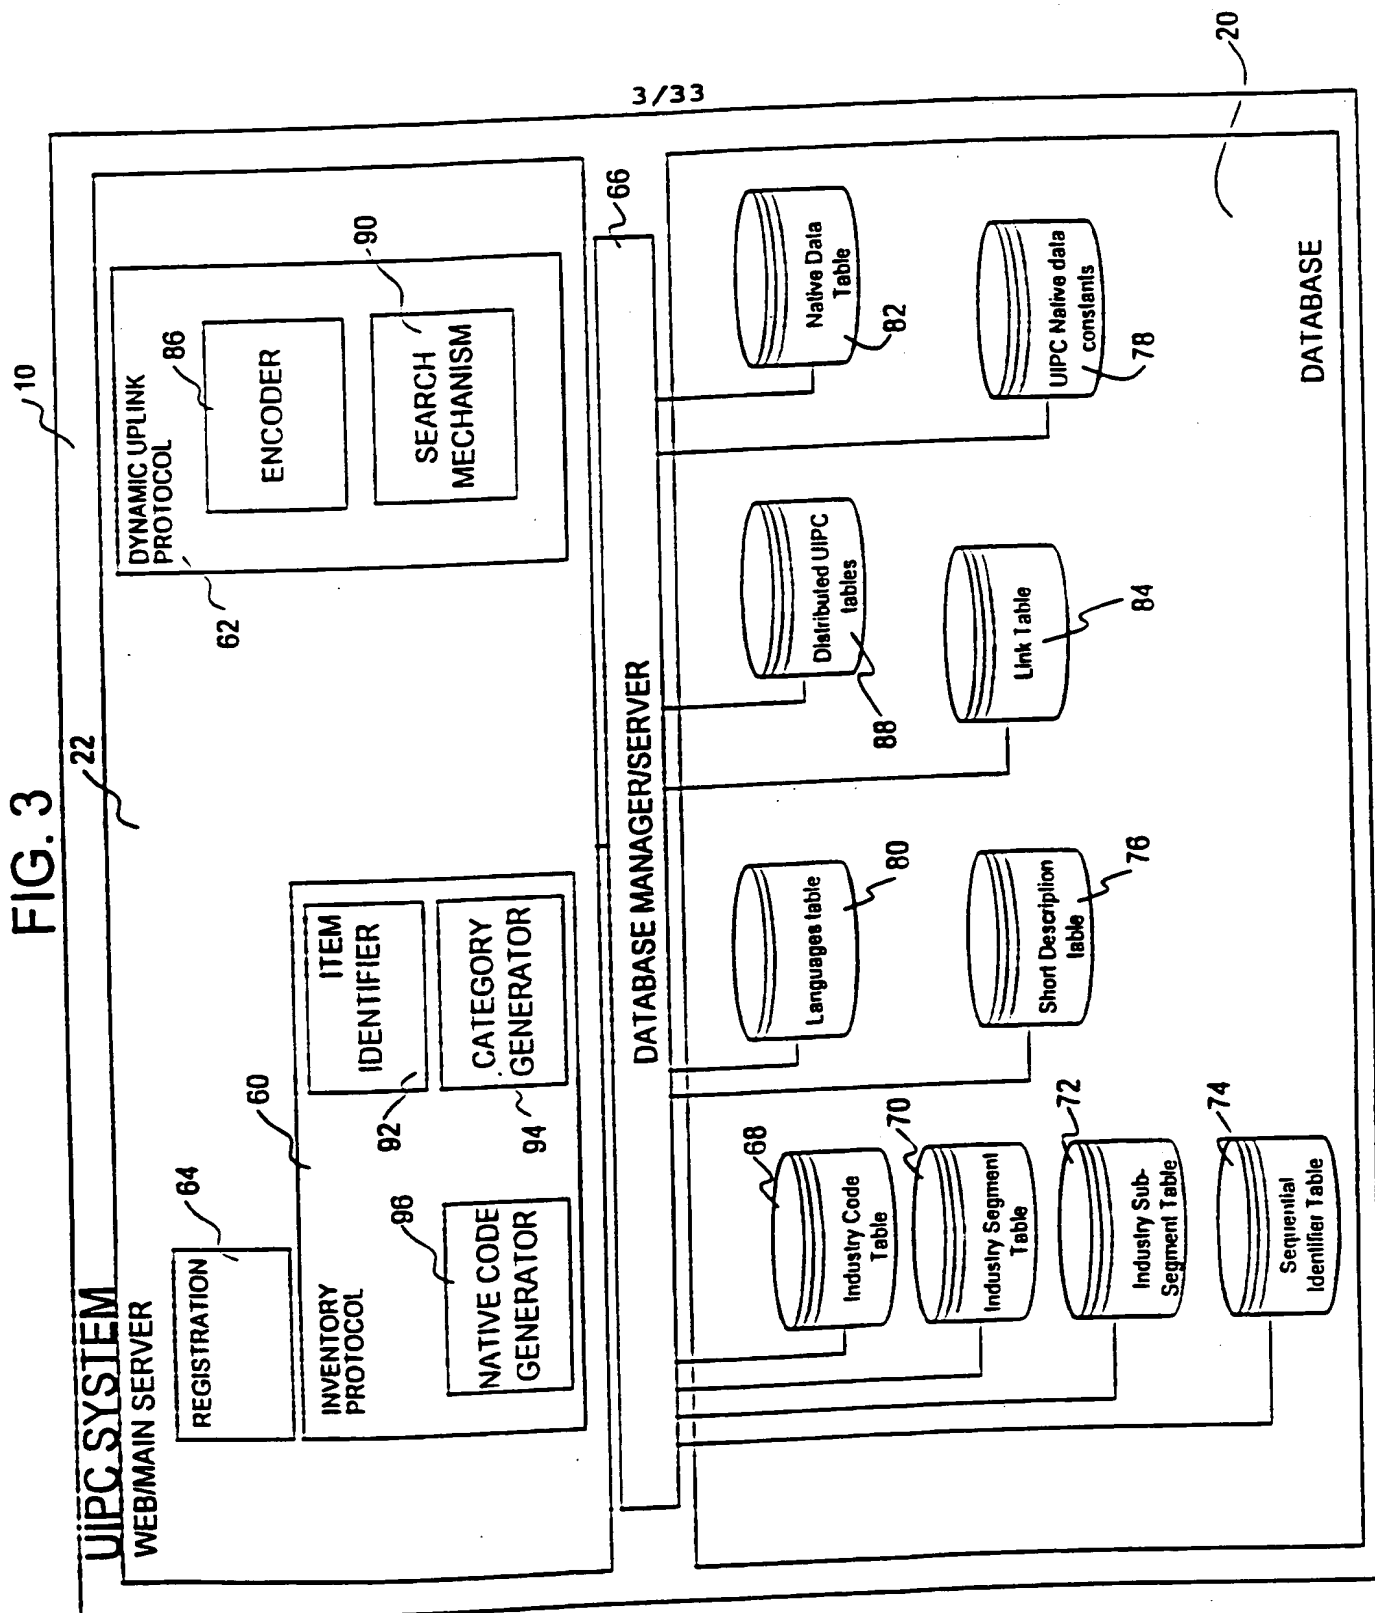 3/33
FIG. 3
10
UIPC SYSTEM
22
WEB/MAIN SERVER
REGISTRATION
64
60
INVENTORY
PROTOCOL
ITEM
IDENTIFIER
92
NATIVE CODE
GENERATOR
96
CATEGORY
GENERATOR
94
DYNAMIC UPLINK
PROTOCOL
62
86
ENCODER
90
SEARCH
MECHANISM
66
DATABASE MANAGER/SERVER
68
Industry Code
Table
70
Industry Segment
Table
72
Industry Sub-
Segment Table
74
Sequential
Identifier Table
Languages table
80
Short Description
table
76
Distributed UIPC
tables
88
Link Table
84
Native Data
Table
82
UIPC Native data
constants
78
DATABASE
20